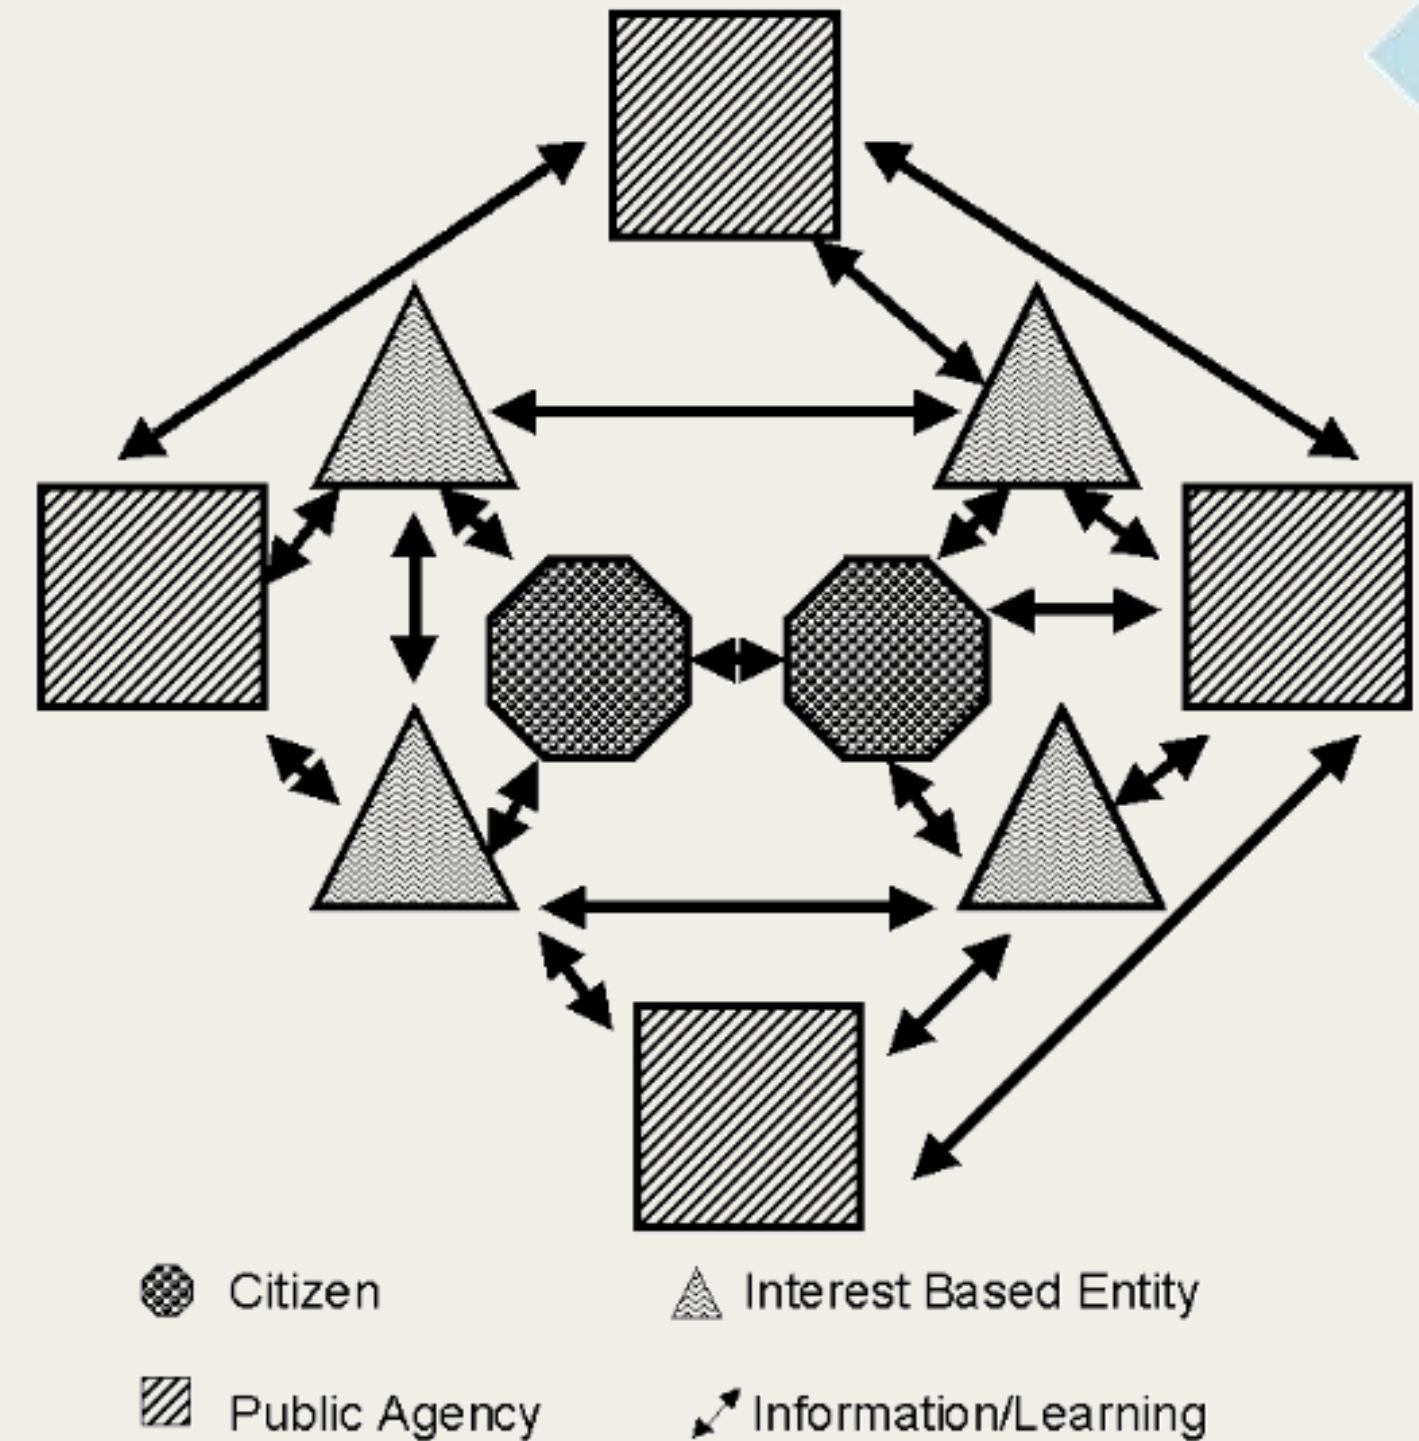 Citizen
Interest Based Entity
Public Agency
Information/Learning